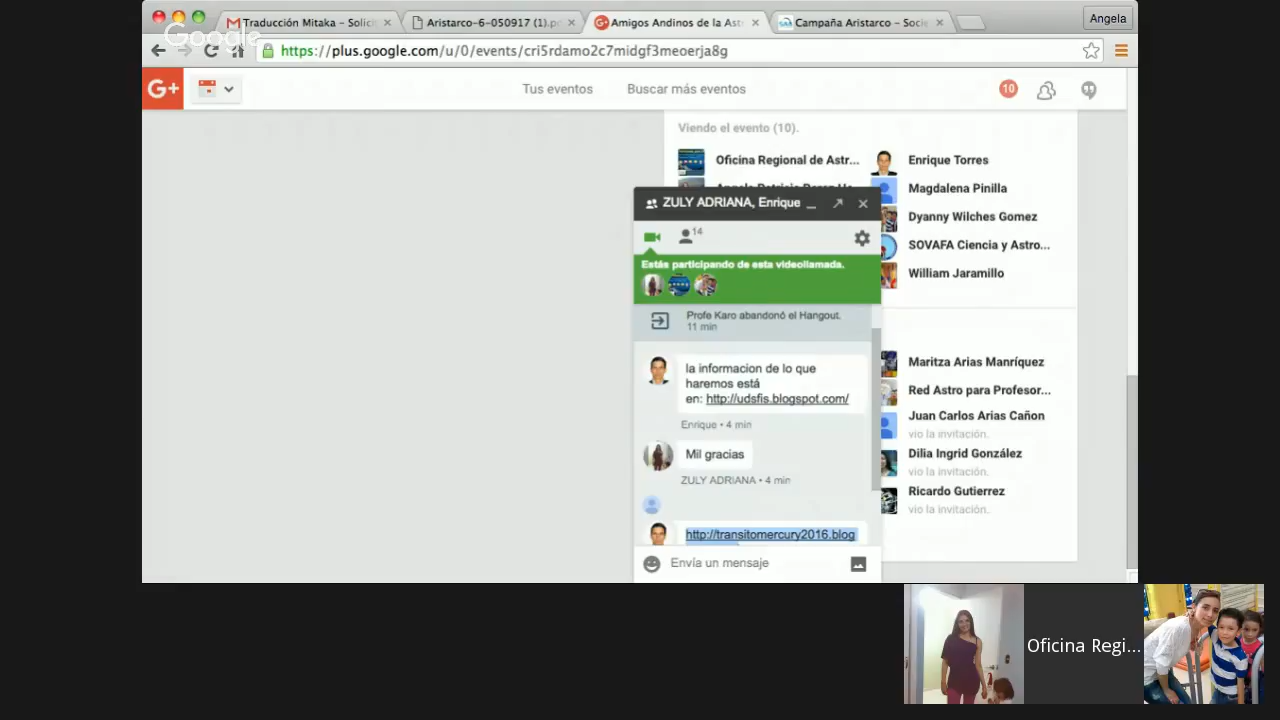 Traducción Mitaka – Solici
Aristarco-6-050917 (1).p
Amigos Andinos de la Ast
Campaña Aristarco – Socie
Angela
Google
https://plus.google.com/u/0/events/cri5rdamo2c7midgf3meoerja8g
G+
Tus eventos
Buscar más eventos
10
Viendo el evento (10).
Oficina Regional de Astr...
Enrique Torres
Magdalena Pinilla
Dyanny Wilches Gomez
SOVAFA Ciencia y Astro...
William Jaramillo
ZULY ADRIANA, Enrique
14
Estás participando de esta videollamada.
Profe Karo abandonó el Hangout.
11 min
la informacion de lo que
haremos está
en: http://udsfis.blogspot.com/
Enrique • 4 min
Mil gracias
ZULY ADRIANA • 4 min
http://transitomercury2016.blog
Envía un mensaje
Maritza Arias Manríquez
Red Astro para Profesor...
Juan Carlos Arias Cañon
vio la invitación.
Dilia Ingrid González
vio la invitación.
Ricardo Gutierrez
vio la invitación.
Oficina Regi...